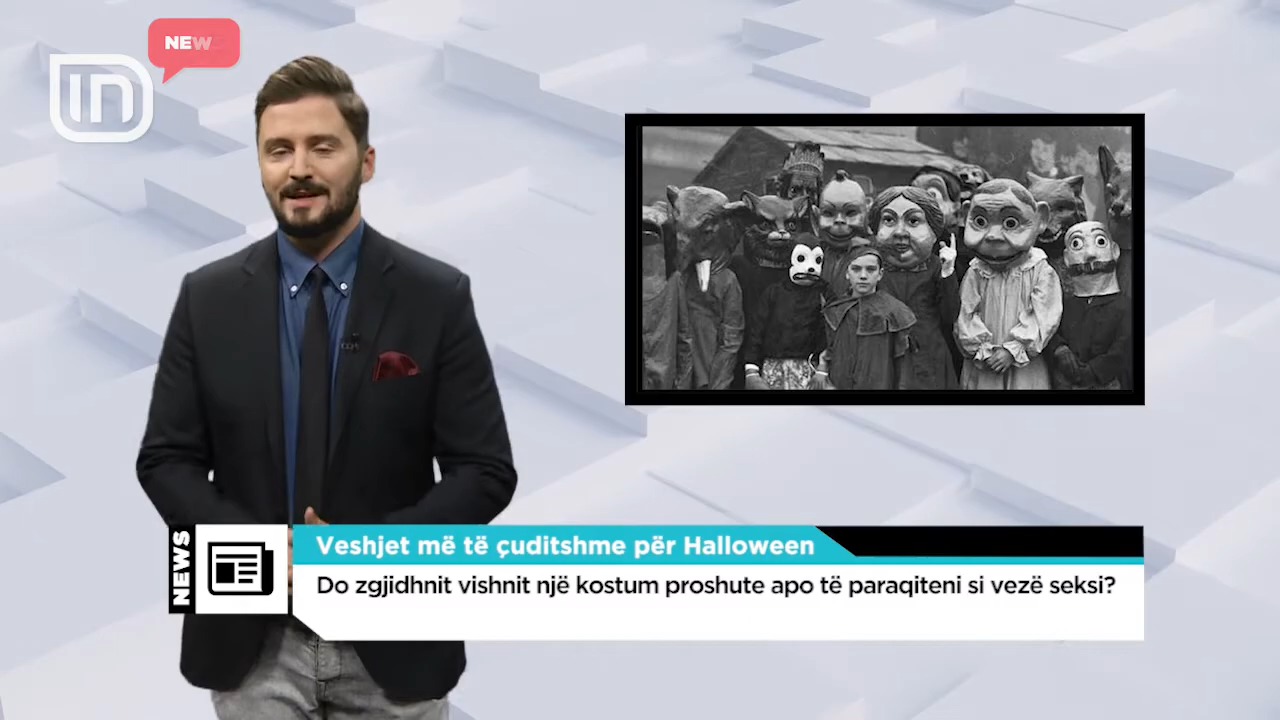 NEW
IN
NEWS
Veshjet më të çuditshme për Halloween
Do zgjidhnit vishnit një kostum proshute apo të paraqiteni si vezë seksi?